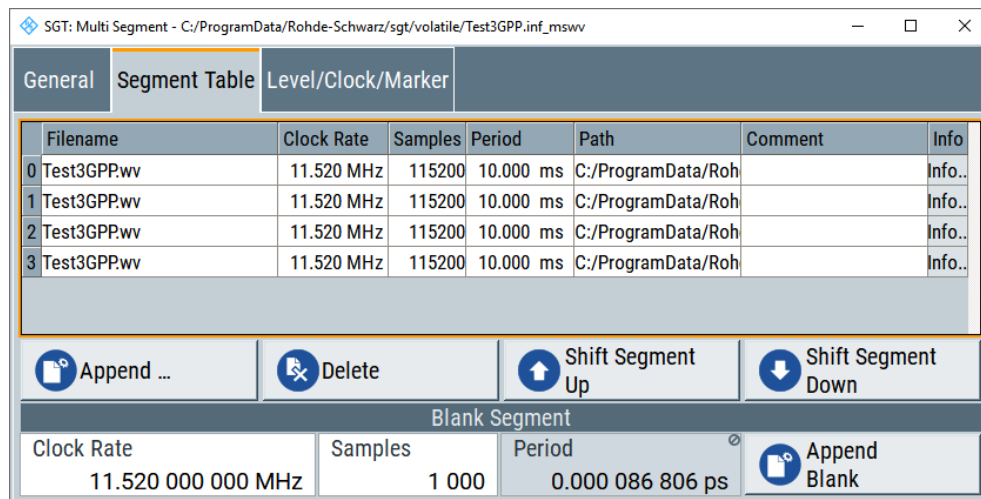 SGT: Multi Segment - C:/ProgramData/Rohde-Schwarz/sgt/volatile/Test3GPP.inf_mswv
General Segment Table Level/Clock/Marker
Filename Clock Rate Samples Period Path Comment Info
0 Test3GPP.wv 11.520 MHz 115200 10.000 ms C:/ProgramData/Roh Info..
1 Test3GPP.wv 11.520 MHz 115200 10.000 ms C:/ProgramData/Roh Info..
2 Test3GPP.wv 11.520 MHz 115200 10.000 ms C:/ProgramData/Roh Info..
3 Test3GPP.wv 11.520 MHz 115200 10.000 ms C:/ProgramData/Roh Info..
Append ... Delete Shift Segment Up Shift Segment Down
Blank Segment
Clock Rate Samples Period
11.520 000 000 MHz 1 000 0.000 086 806 ps Append Blank